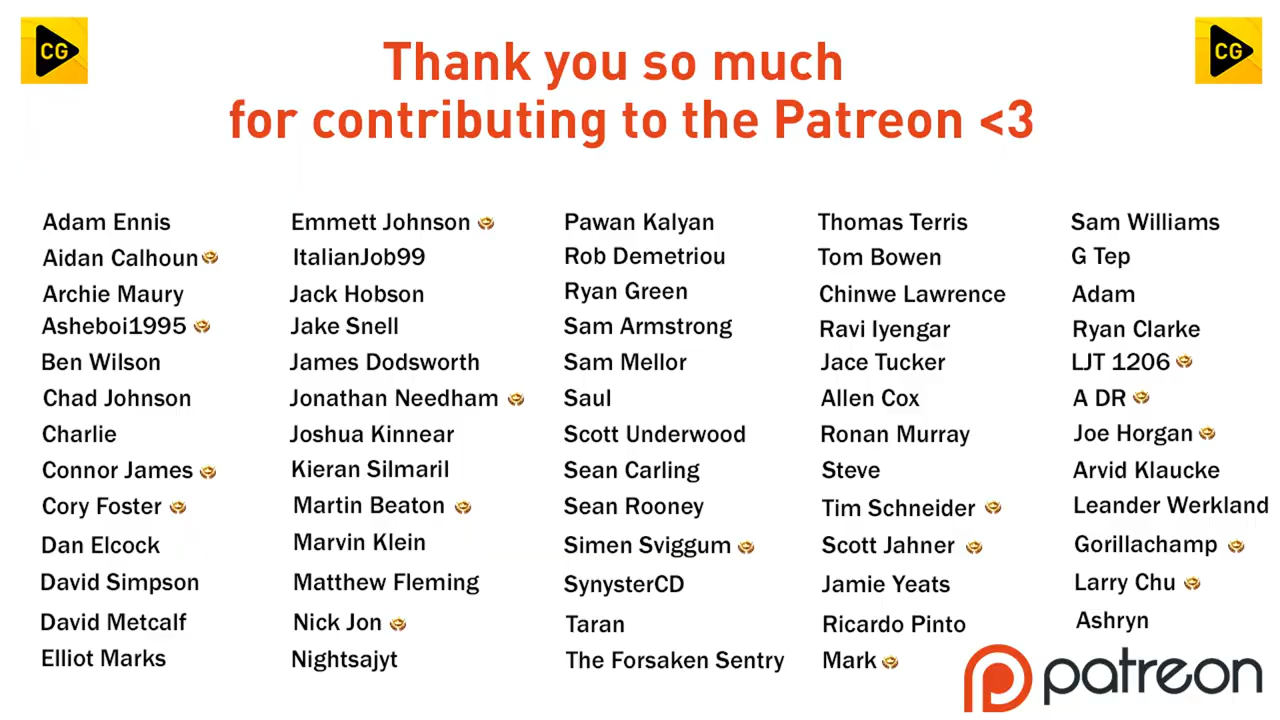 CG
CG
Thank you so much
for contributing to the Patreon <3
Adam Ennis
Aidan Calhoun
Archie Maury
Asheboi1995
Ben Wilson
Chad Johnson
Charlie
Connor James
Cory Foster
Dan Elcock
David Simpson
David Metcalf
Elliot Marks
Emmett Johnson
ItalianJob99
Jack Hobson
Jake Snell
James Dodsworth
Jonathan Needham
Joshua Kinnear
Kieran Silmaril
Martin Beaton
Marvin Klein
Matthew Fleming
Nick Jon
Nightsajyt
Pawan Kalyan
Rob Demetriou
Ryan Green
Sam Armstrong
Sam Mellor
Saul
Scott Underwood
Sean Carling
Sean Rooney
Simen Sviggum
SynysterCD
Taran
The Forsaken Sentry
Thomas Terris
Tom Bowen
Chinwe Lawrence
Ravi Iyengar
Jace Tucker
Allen Cox
Ronan Murray
Steve
Tim Schneider
Scott Jahner
Jamie Yeats
Ricardo Pinto
Mark
Sam Williams
G Tep
Adam
Ryan Clarke
LJT 1206
A DR
Joe Horgan
Arvid Klaucke
Leander Werkland
Gorillachamp
Larry Chu
Ashryn
patreon